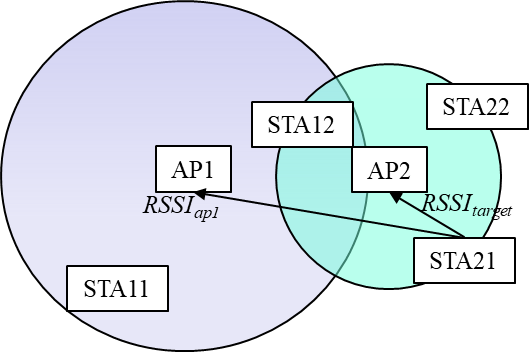 STA22
STA12
AP1
AP2
RSSIap1
RSSItarget
STA21
STA11